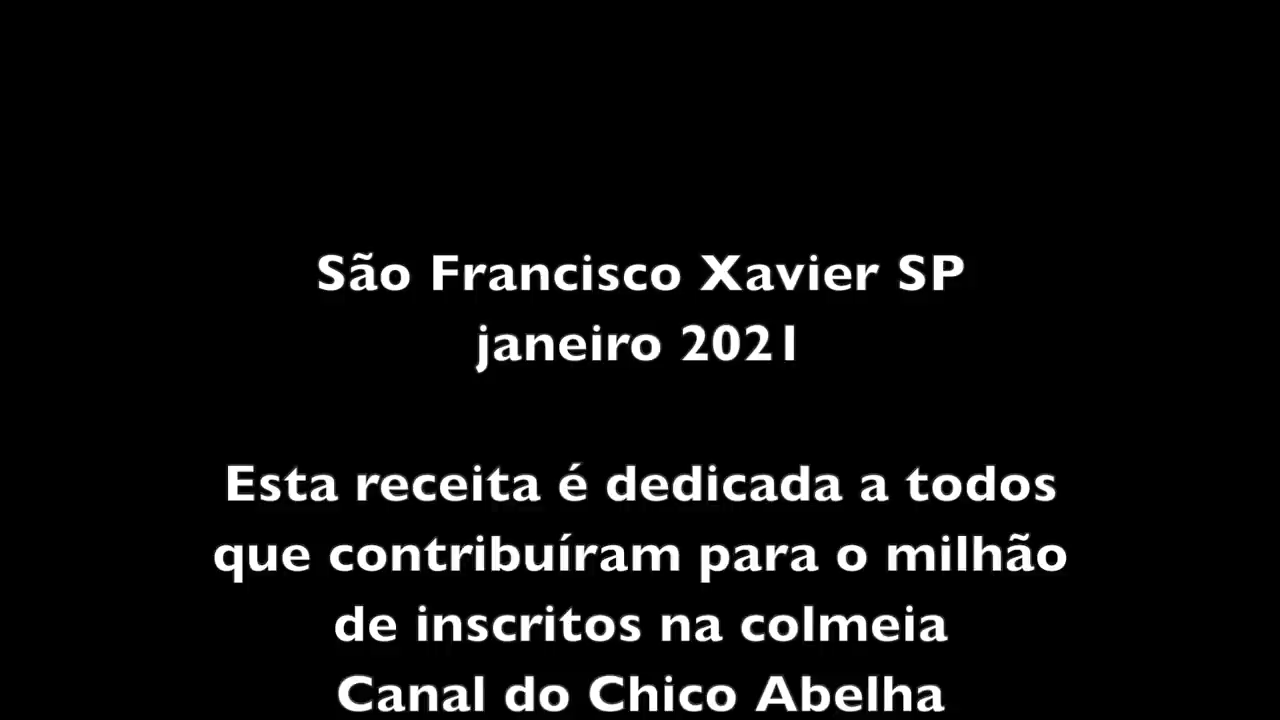 São Francisco Xavier SP
janeiro 2021
Esta receita é dedicada a todos
que contribuíram para o milhão
de inscritos na colmeia
Canal do Chico Abelha